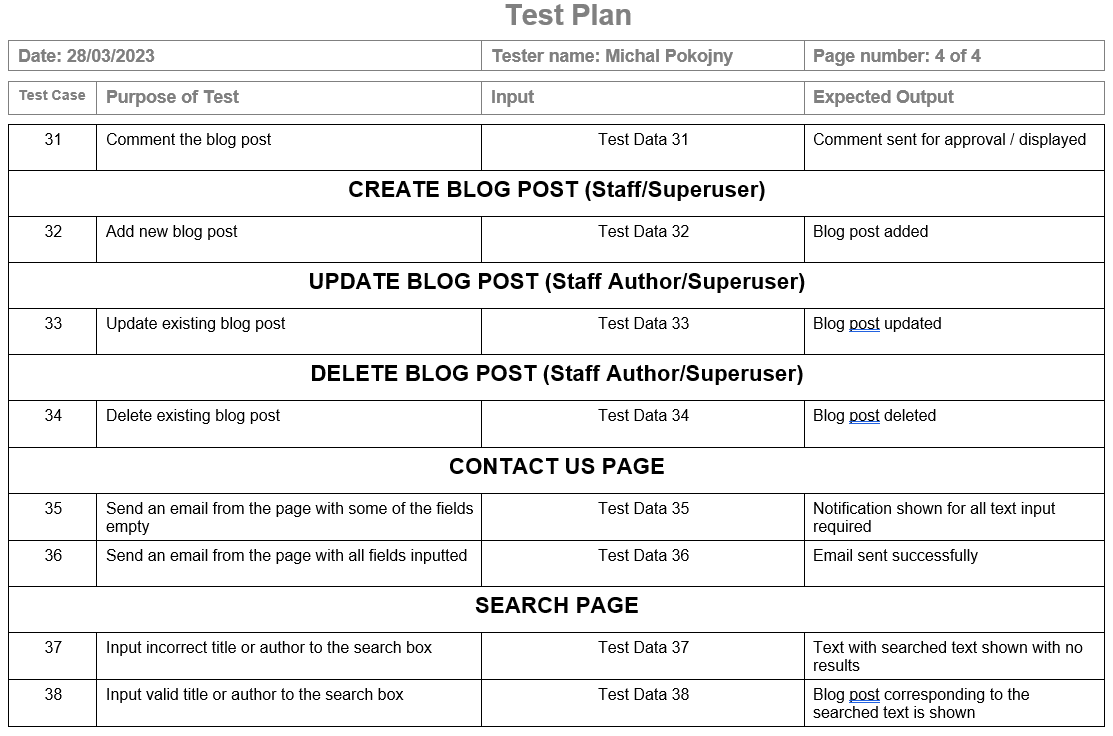 Test Plan
Date: 28/03/2023 Tester name: Michal Pokojny Page number: 4 of 4
Test Case Purpose of Test Input Expected Output
31 Comment the blog post Test Data 31 Comment sent for approval / displayed
CREATE BLOG POST (Staff/Superuser)
32 Add new blog post Test Data 32 Blog post added
UPDATE BLOG POST (Staff Author/Superuser)
33 Update existing blog post Test Data 33 Blog post updated
DELETE BLOG POST (Staff Author/Superuser)
34 Delete existing blog post Test Data 34 Blog post deleted
CONTACT US PAGE
35 Send an email from the page with some of the fields Test Data 35 Notification shown for all text input
empty required
36 Send an email from the page with all fields inputted Test Data 36 Email sent successfully
SEARCH PAGE
37 Input incorrect title or author to the search box Test Data 37 Text with searched text shown with no
results
38 Input valid title or author to the search box Test Data 38 Blog post corresponding to the
searched text is shown